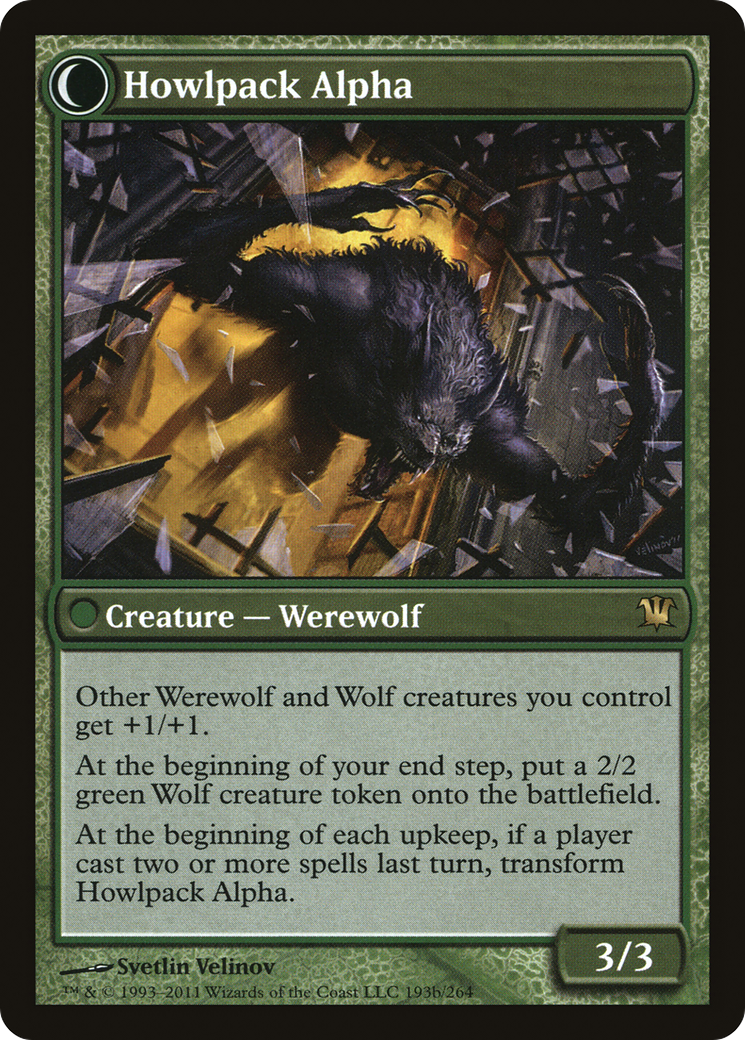 Howlpack Alpha
VELINOV11
Creature — Werewolf
Other Werewolf and Wolf creatures you control
get +1/+1.
At the beginning of your end step, put a 2/2
green Wolf creature token onto the battlefield.
At the beginning of each upkeep, if a player
cast two or more spells last turn, transform
Howlpack Alpha.
3/3
Svetlin Velinov
™ & © 1993–2011 Wizards of the Coast LLC 193b/264